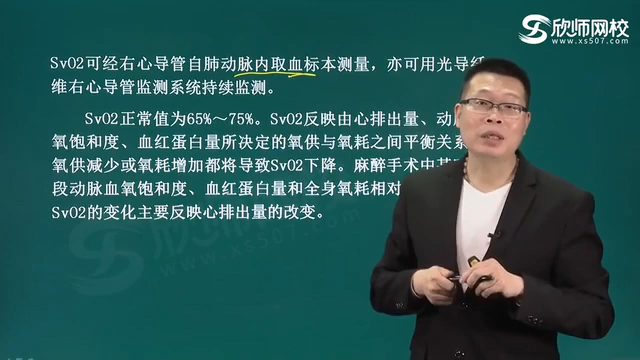 欣师网校
www.xs507.com
SvO2可经右心导管自肺动脉内取血标本测量，亦可用光导纤
维右心导管监测系统持续监测。
SvO2正常值为65%～75%。SvO2反映由心排出量、动
氧饱和度、血红蛋白量所决定的氧供与氧耗之间平衡关系
氧供减少或氧耗增加都将导致SvO2下降。麻醉手术中
段动脉血氧饱和度、血红蛋白量和全身氧耗相对
SvO2的变化主要反映心排出量的改变。
欣师网校
www.xs507.com